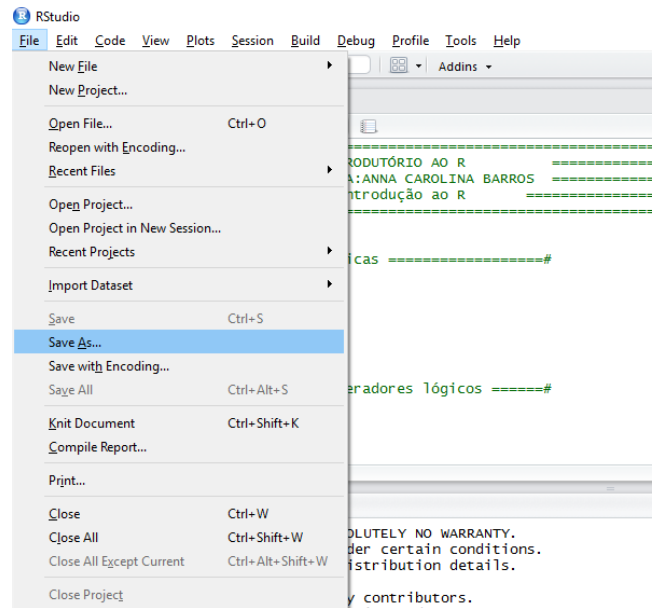 RStudio
File Edit Code View Plots Session Build Debug Profile Tools Help
New File
Addins
New Project...
Open File... Ctrl+O
Reopen with Encoding...
Recent Files
Open Project...
Open Project in New Session...
Recent Projects
Import Dataset
Save Ctrl+S
Save As...
Save with Encoding...
Save All Ctrl+Alt+S
Knit Document Ctrl+Shift+K
Compile Report...
Print...
Close Ctrl+W
Close All Ctrl+Shift+W
Close All Except Current Ctrl+Alt+Shift+W
Close Project
==================================
RODUTÓRIO AO R ===========
A:ANNA CAROLINA BARROS ===========
ntrodução ao R ==============
==================================
icas ==================#
eradores lógicos ======#
OLUTELY NO WARRANTY.
der certain conditions.
istribution details.
y contributors.